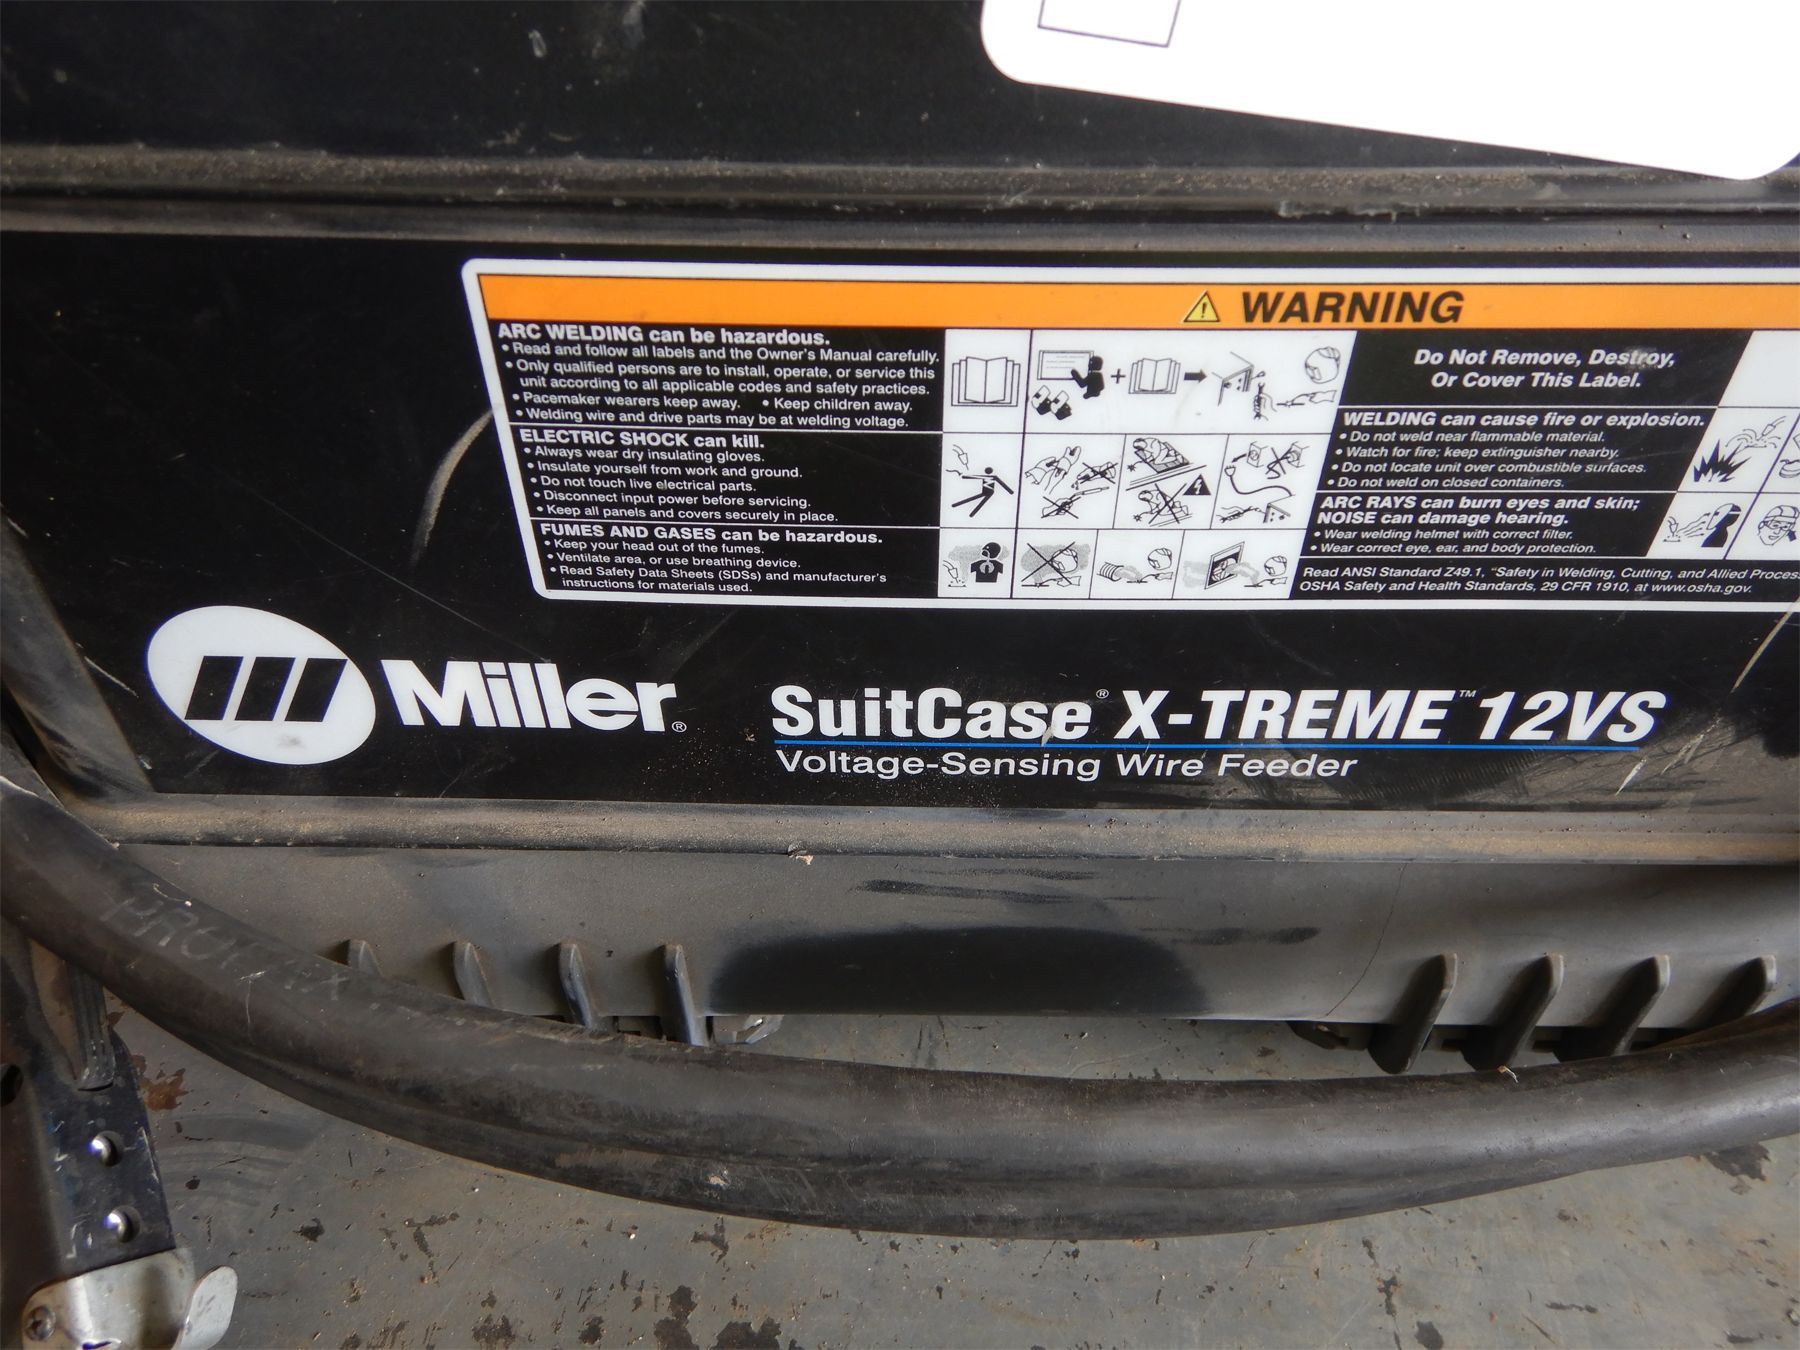 WARNING
ARC WELDING can be hazardous.
• Read and follow all labels and the Owner's Manual carefully.
• Only qualified persons are to install, operate, or service this
unit according to all applicable codes and safety practices.
• Pacemaker wearers keep away. • Keep children away.
• Welding wire and drive parts may be at welding voltage.
ELECTRIC SHOCK can kill.
• Always wear dry insulating gloves.
• Insulate yourself from work and ground.
• Do not touch live electrical parts.
• Disconnect input power before servicing.
• Keep all panels and covers securely in place.
FUMES AND GASES can be hazardous.
• Keep your head out of the fumes.
• Ventilate area, or use breathing device.
• Read Safety Data Sheets (SDSs) and manufacturer's
instructions for materials used.
Do Not Remove, Destroy,
Or Cover This Label.
WELDING can cause fire or explosion.
• Do not weld near flammable material.
• Watch for fire; keep extinguisher nearby.
• Do not locate unit over combustible surfaces.
• Do not weld on closed containers.
ARC RAYS can burn eyes and skin;
NOISE can damage hearing.
• Wear welding helmet with correct filter.
• Wear correct eye, ear, and body protection.
Read ANSI Standard Z49.1, "Safety in Welding, Cutting, and Allied Process
OSHA Safety and Health Standards, 29 CFR 1910, at www.osha.gov.
Miller®
SuitCase® X-TREME™ 12VS
Voltage-Sensing Wire Feeder